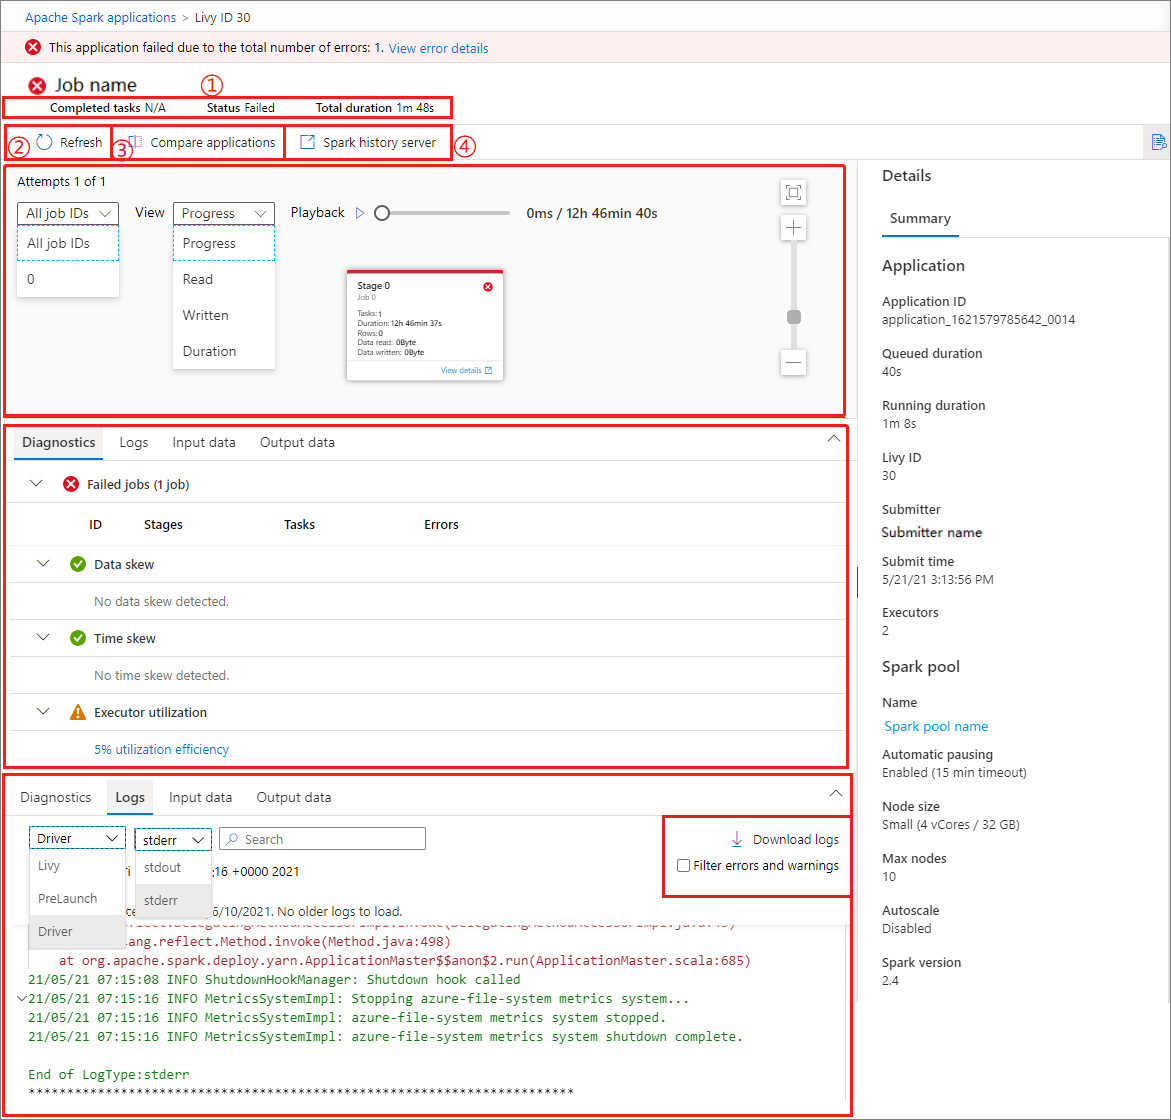 Apache Spark applications > Livy ID 30
This application failed due to the total number of errors: 1. View error details
Job name
①
Completed tasks N/A Status Failed Total duration 1m 48s
② Refresh ③ Compare applications Spark history server ④
Attempts 1 of 1
All job IDs View Progress Playback 0ms / 12h 46min 40s
All job IDs
0
Progress
Read
Written
Duration
Stage 0
Job 0
Tasks: 1
Duration: 12h 46min 37s
Rows: 0
Data read: 0Byte
Data written: 0Byte
View details
Diagnostics Logs Input data Output data
Failed jobs (1 job)
ID Stages Tasks Errors
Data skew
No data skew detected.
Time skew
No time skew detected.
Executor utilization
5% utilization efficiency
Diagnostics Logs Input data Output data
Driver stderr Search Download logs
Filter errors and warnings
Livy
PreLaunch
Driver
stdout
stderr
:16 +0000 2021
6/10/2021. No older logs to load.
lang.reflect.Method.invoke(Method.java:498)
at org.apache.spark.deploy.yarn.ApplicationMaster$$anon$2.run(ApplicationMaster.scala:685)
21/05/21 07:15:08 INFO ShutdownHookManager: Shutdown hook called
21/05/21 07:15:16 INFO MetricsSystemImpl: Stopping azure-file-system metrics system...
21/05/21 07:15:16 INFO MetricsSystemImpl: azure-file-system metrics system stopped.
21/05/21 07:15:16 INFO MetricsSystemImpl: azure-file-system metrics system shutdown complete.
End of LogType:stderr
***********************************************************************
Details
Summary
Application
Application ID
application_1621579785642_0014
Queued duration
40s
Running duration
1m 8s
Livy ID
30
Submitter
Submitter name
Submit time
5/21/21 3:13:56 PM
Executors
2
Spark pool
Name
Spark pool name
Automatic pausing
Enabled (15 min timeout)
Node size
Small (4 vCores / 32 GB)
Max nodes
10
Autoscale
Disabled
Spark version
2.4